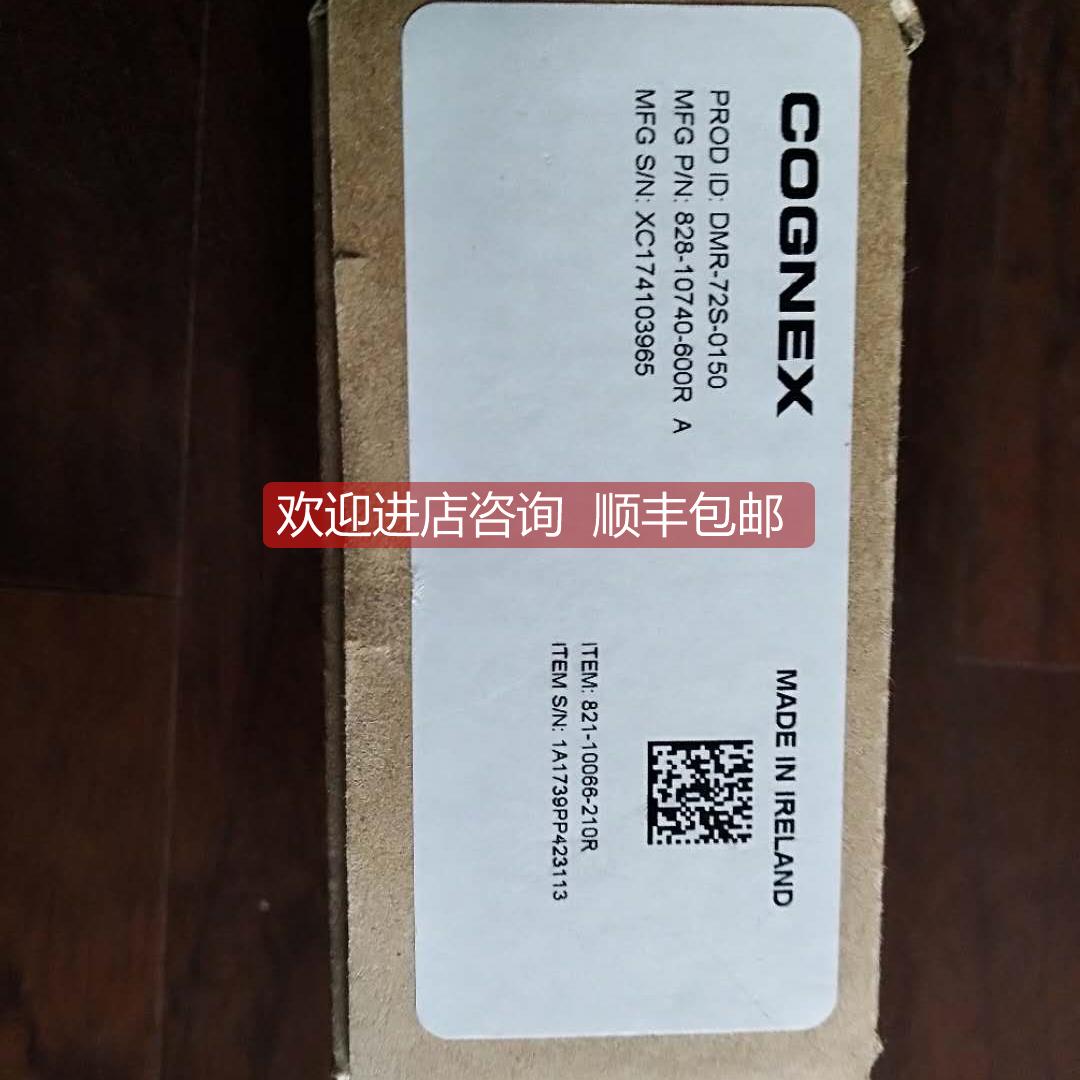 COGNEX
PROD ID: DMR-72S-0150
MFG P/N: 828-10740-600R A
MFG S/N: XC174103965
MADE IN IRELAND
ITEM: 821-10066-210R
ITEM S/N: 1A1739PP423113
欢迎进店咨询 顺丰包邮